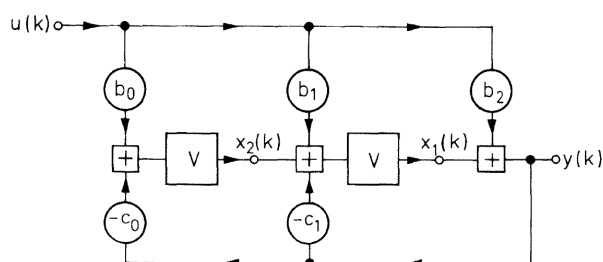 u(k)
b₀ b₁ b₂
+ V x₂(k) + V x₁(k) + y(k)
-c₀ -c₁